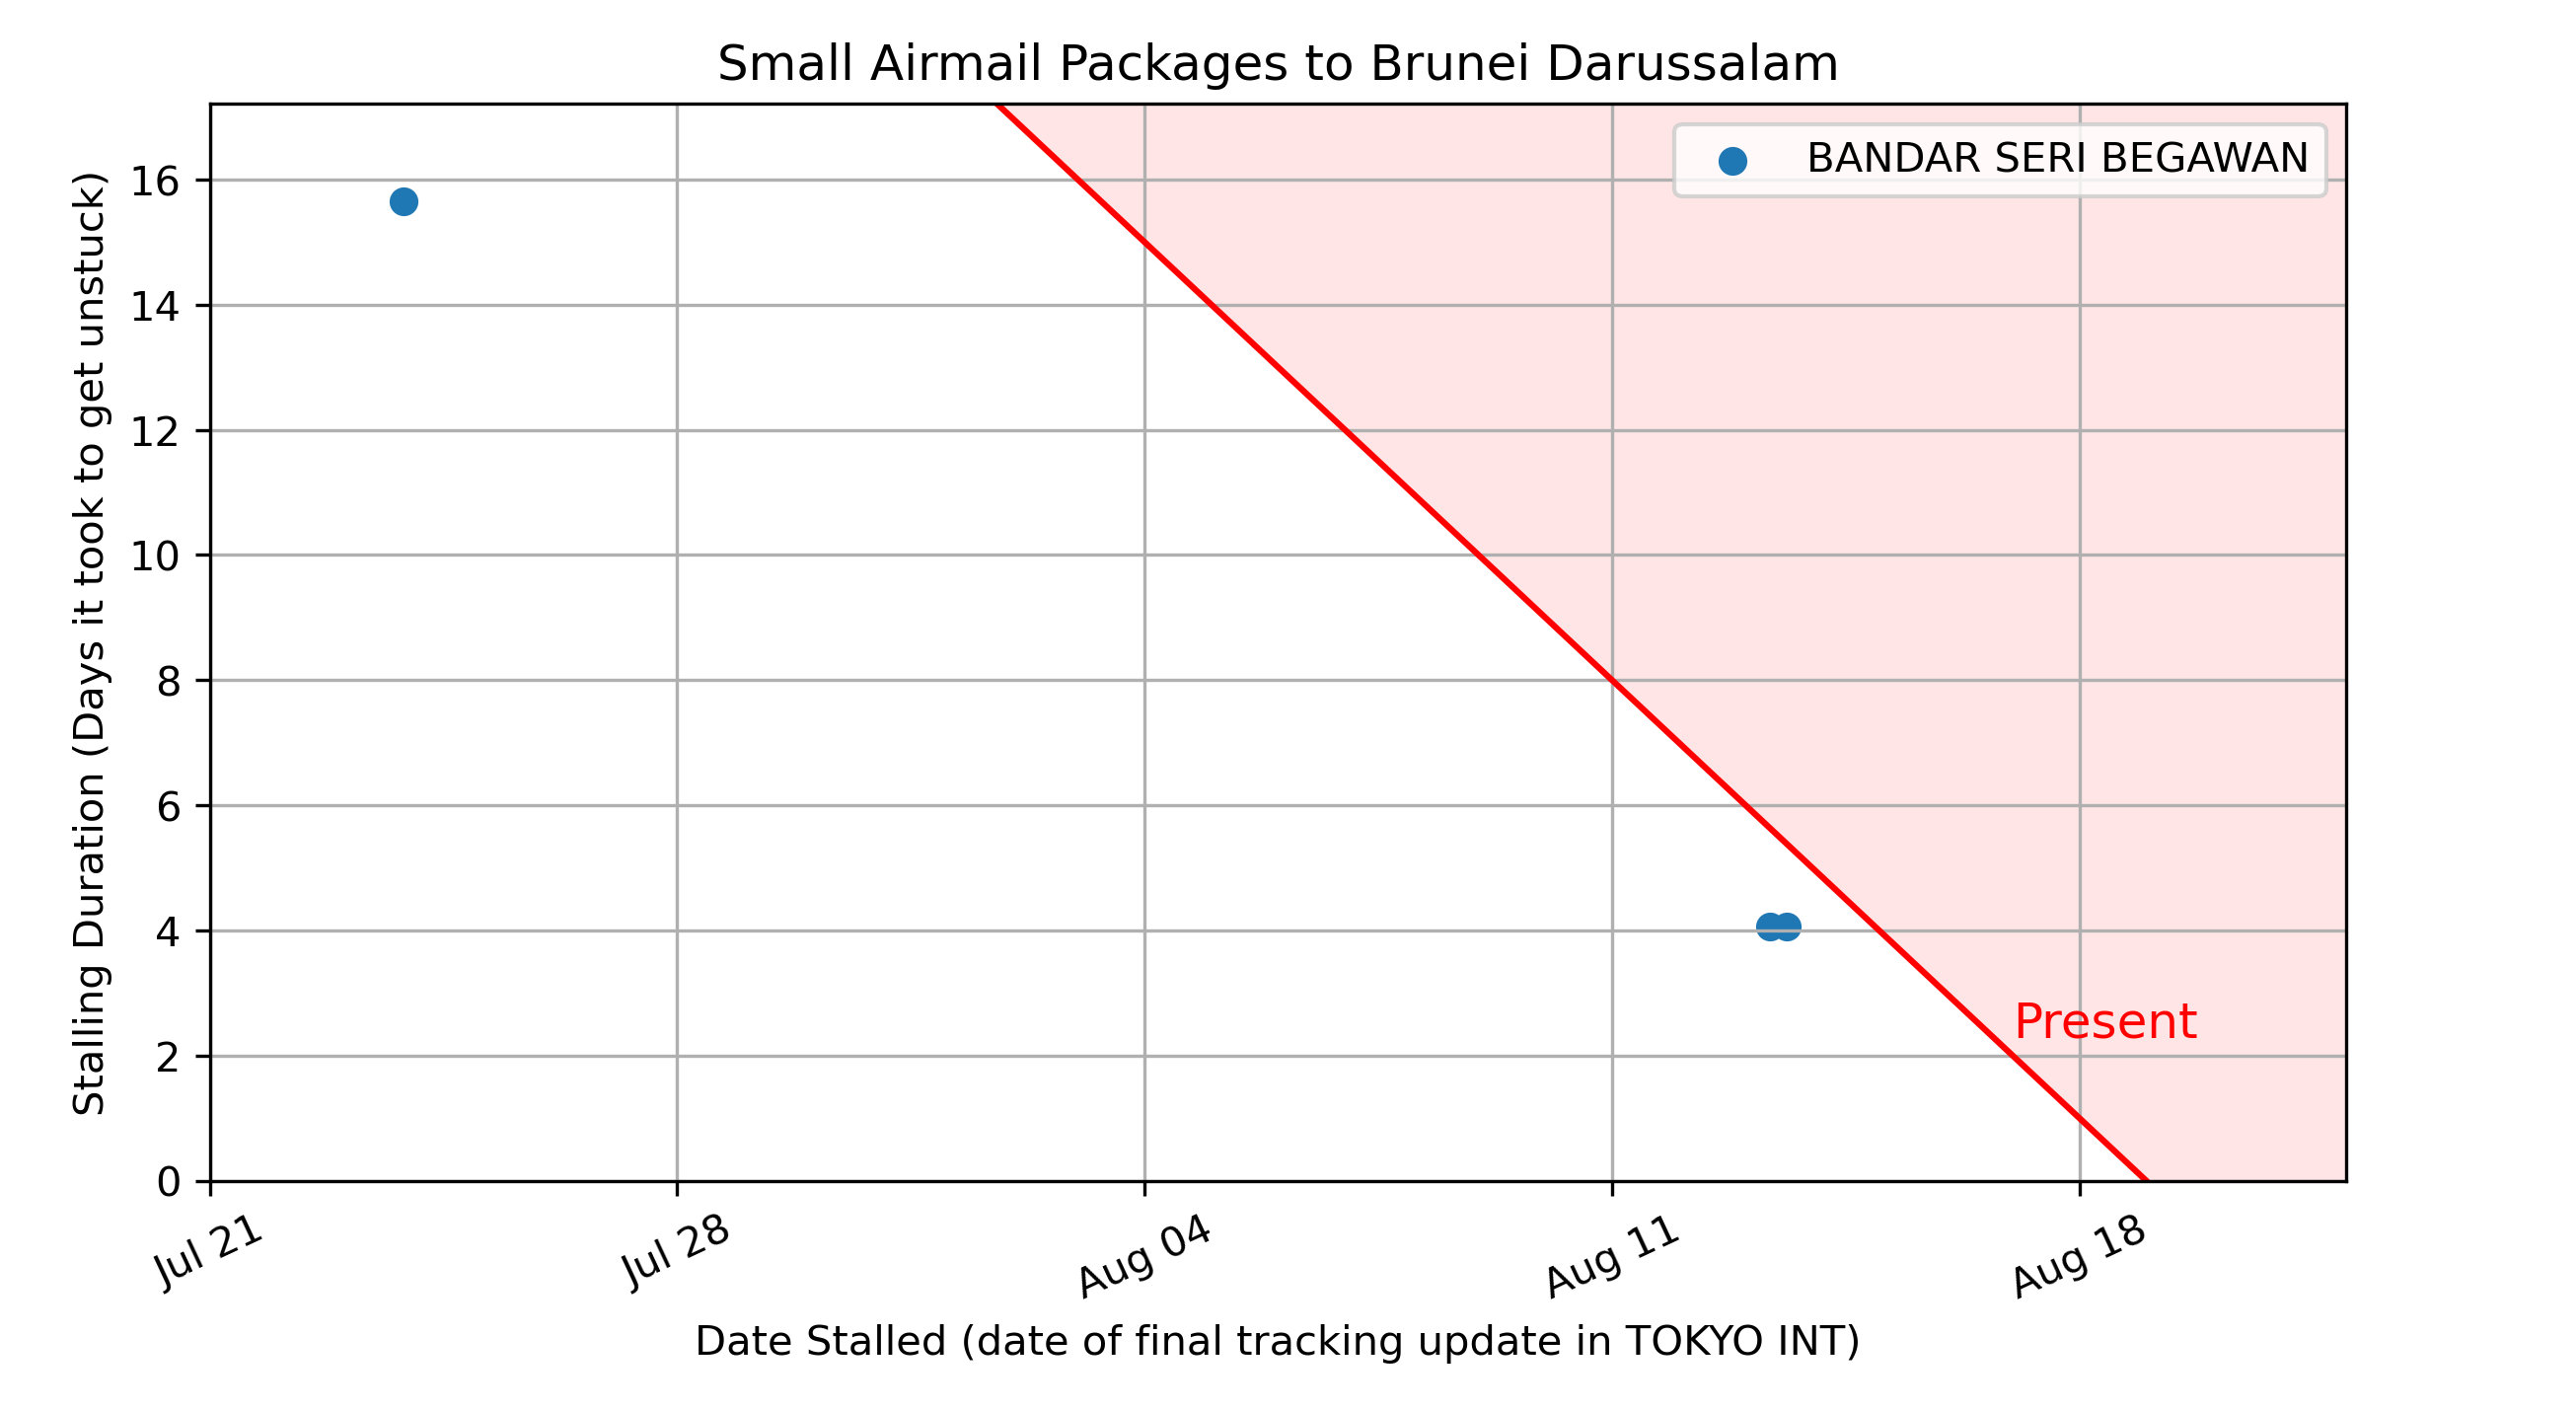 Small Airmail Packages to Brunei Darussalam
BANDAR SERI BEGAWAN
Stalling Duration (Days it took to get unstuck)
16
14
12
10
8
6
4
2
0
Present
Jul 21
Jul 28
Aug 04
Aug 11
Aug 18
Date Stalled (date of final tracking update in TOKYO INT)